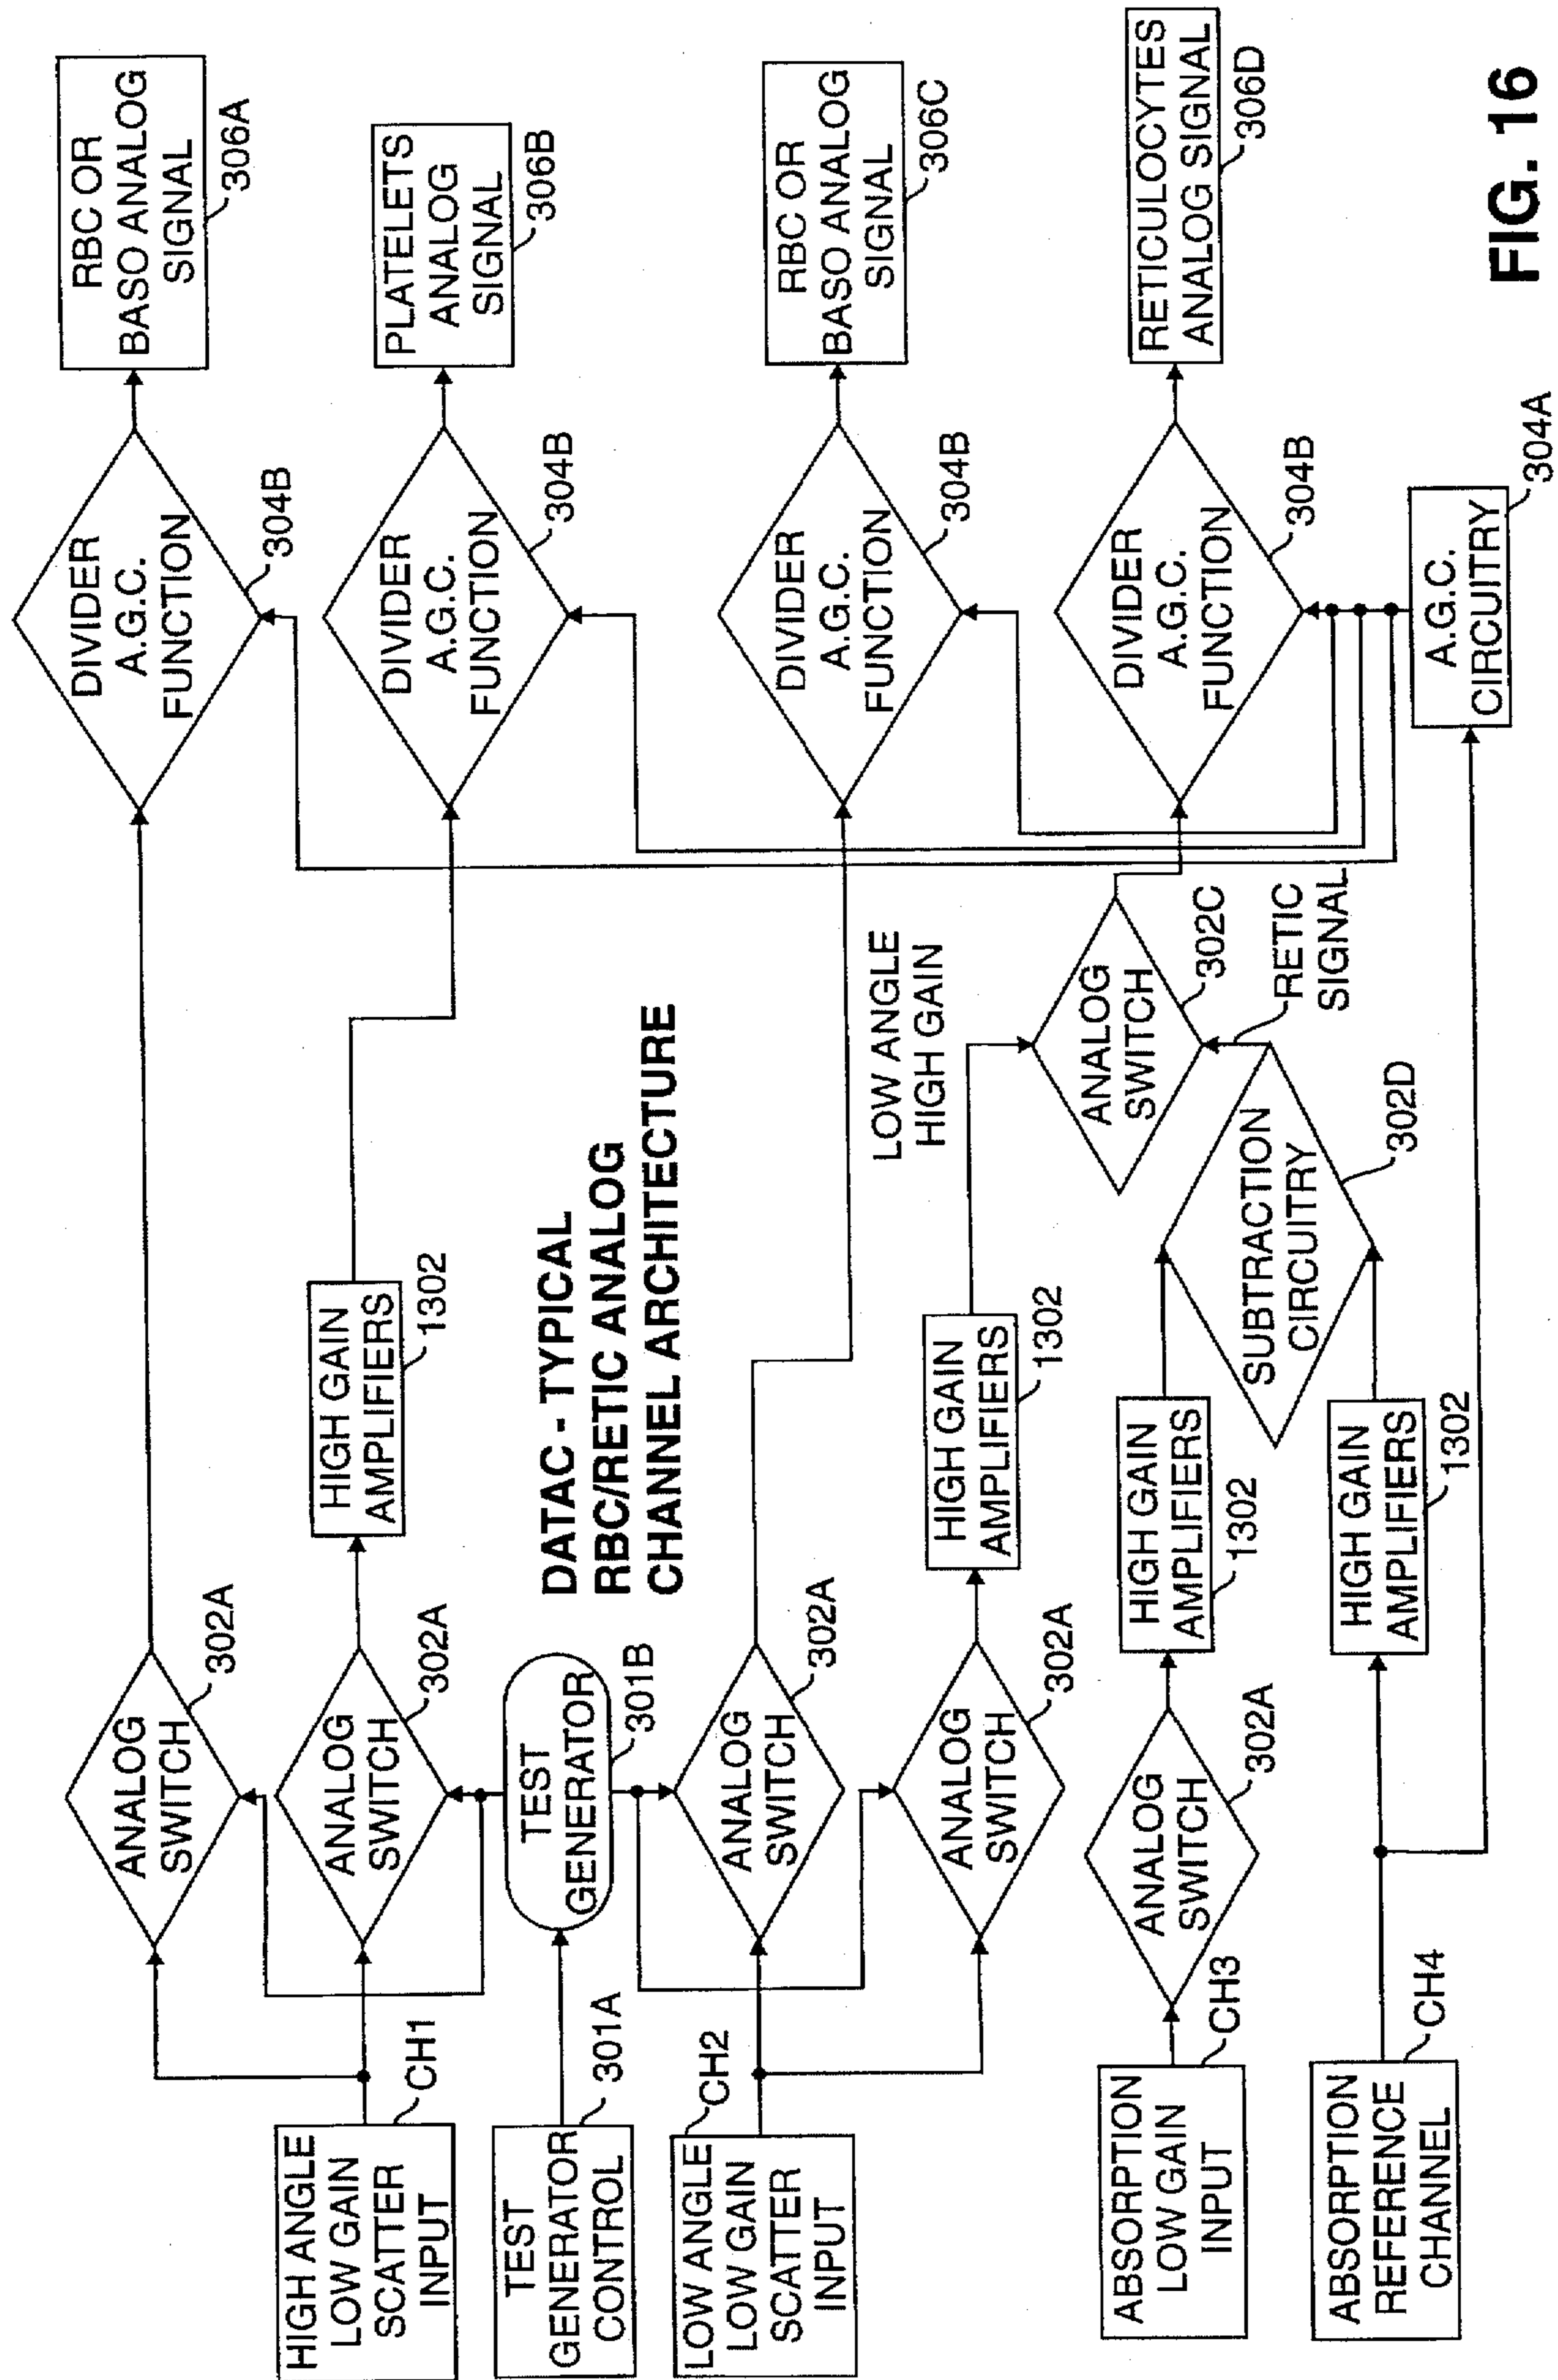 HIGH ANGLE
LOW GAIN
SCATTER
INPUT
CH1
TEST
GENERATOR
CONTROL
301A
LOW ANGLE
LOW GAIN
SCATTER
INPUT
CH2
ABSORPTION
LOW GAIN
INPUT
CH3
ABSORPTION
REFERENCE
CHANNEL
CH4
ANALOG
SWITCH
302A
ANALOG
SWITCH
302A
TEST
GENERATOR
301B
ANALOG
SWITCH
302A
ANALOG
SWITCH
302A
ANALOG
SWITCH
302A
HIGH GAIN
AMPLIFIERS
1302
DATAC - TYPICAL
RBC/RETIC ANALOG
CHANNEL ARCHITECTURE
HIGH GAIN
AMPLIFIERS
1302
HIGH GAIN
AMPLIFIERS
1302
HIGH GAIN
AMPLIFIERS
1302
LOW ANGLE
HIGH GAIN
ANALOG
SWITCH
302C
RETIC
SIGNAL
SUBTRACTION
CIRCUITRY
302D
DIVIDER
A.G.C.
FUNCTION
304B
DIVIDER
A.G.C.
FUNCTION
304B
DIVIDER
A.G.C.
FUNCTION
304B
DIVIDER
A.G.C.
FUNCTION
304B
A.G.C.
CIRCUITRY
304A
RBC OR
BASO ANALOG
SIGNAL
306A
PLATELETS
ANALOG
SIGNAL
306B
RBC OR
BASO ANALOG
SIGNAL
306C
RETICULOCYTES
ANALOG SIGNAL
306D
FIG. 16